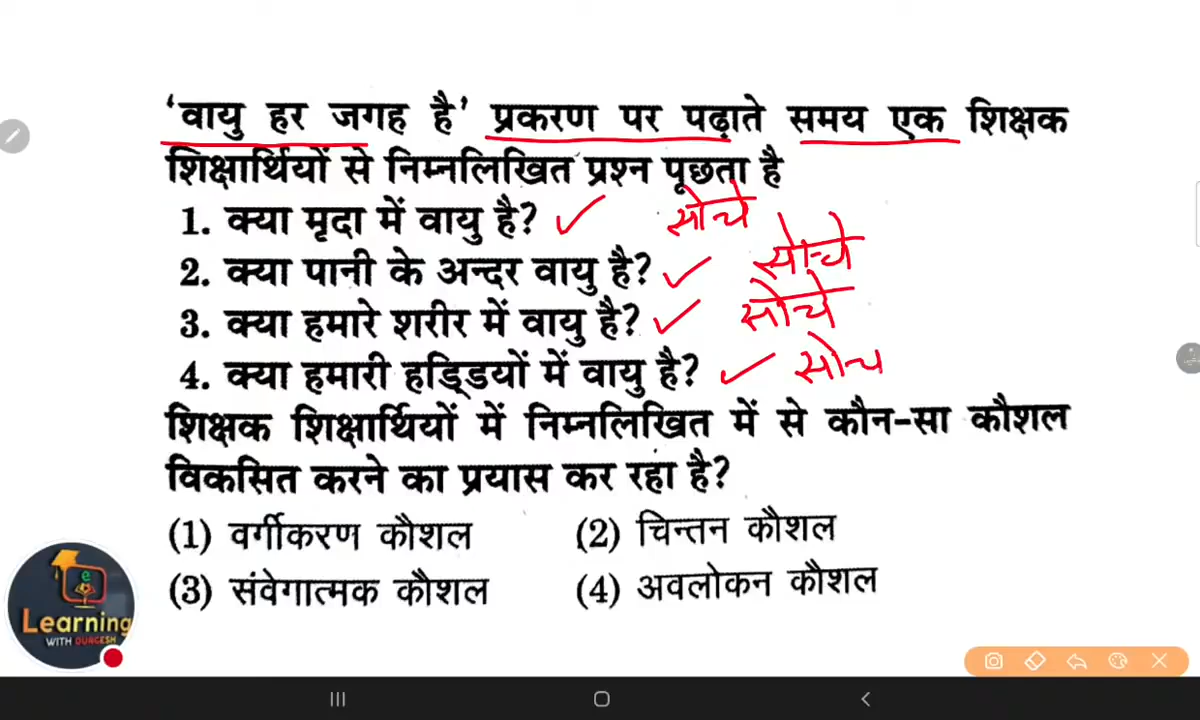 ‘वायु हर जगह है’ प्रकरण पर पढ़ाते समय एक शिक्षक
शिक्षार्थियों से निम्नलिखित प्रश्न पूछता है
1. क्या मृदा में वायु है? सोचे
2. क्या पानी के अन्दर वायु है? सोचे
3. क्या हमारे शरीर में वायु है? सोचे
4. क्या हमारी हड्डियों में वायु है? सोच
शिक्षक शिक्षार्थियों में निम्नलिखित में से कौन-सा कौशल
विकसित करने का प्रयास कर रहा है?
(1) वर्गीकरण कौशल (2) चिन्तन कौशल
(3) संवेगात्मक कौशल (4) अवलोकन कौशल
e
Learning
WITH DURGESH